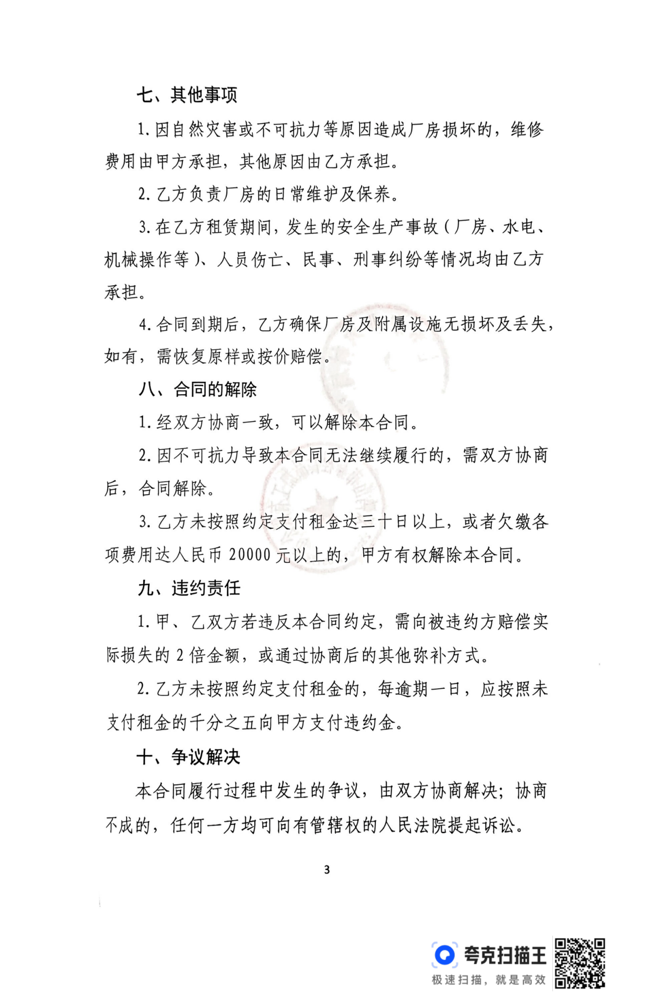 七、其他事项
1.因自然灾害或不可抗力等原因造成厂房损坏的，维修
费用由甲方承担，其他原因由乙方承担。
2.乙方负责厂房的日常维护及保养。
3.在乙方租赁期间，发生的安全生产事故（厂房、水电、
机械操作等）、人员伤亡、民事、刑事纠纷等情况均由乙方
承担。
4.合同到期后，乙方确保厂房及附属设施无损坏及丢失，
如有，需恢复原样或按价赔偿。
八、合同的解除
1.经双方协商一致，可以解除本合同。
2.因不可抗力导致本合同无法继续履行的，需双方协商
后，合同解除。
3.乙方未按照约定支付租金达三十日以上，或者欠缴各
项费用达人民币 20000 元以上的，甲方有权解除本合同。
九、违约责任
1.甲、乙双方若违反本合同约定，需向被违约方赔偿实
际损失的 2 倍金额，或通过协商后的其他弥补方式。
2.乙方未按照约定支付租金的，每逾期一日，应按照未
支付租金的千分之五向甲方支付违约金。
十、争议解决
本合同履行过程中发生的争议，由双方协商解决；协商
不成的，任何一方均可向有管辖权的人民法院提起诉讼。
3
夸克扫描王
极速扫描，就是高效